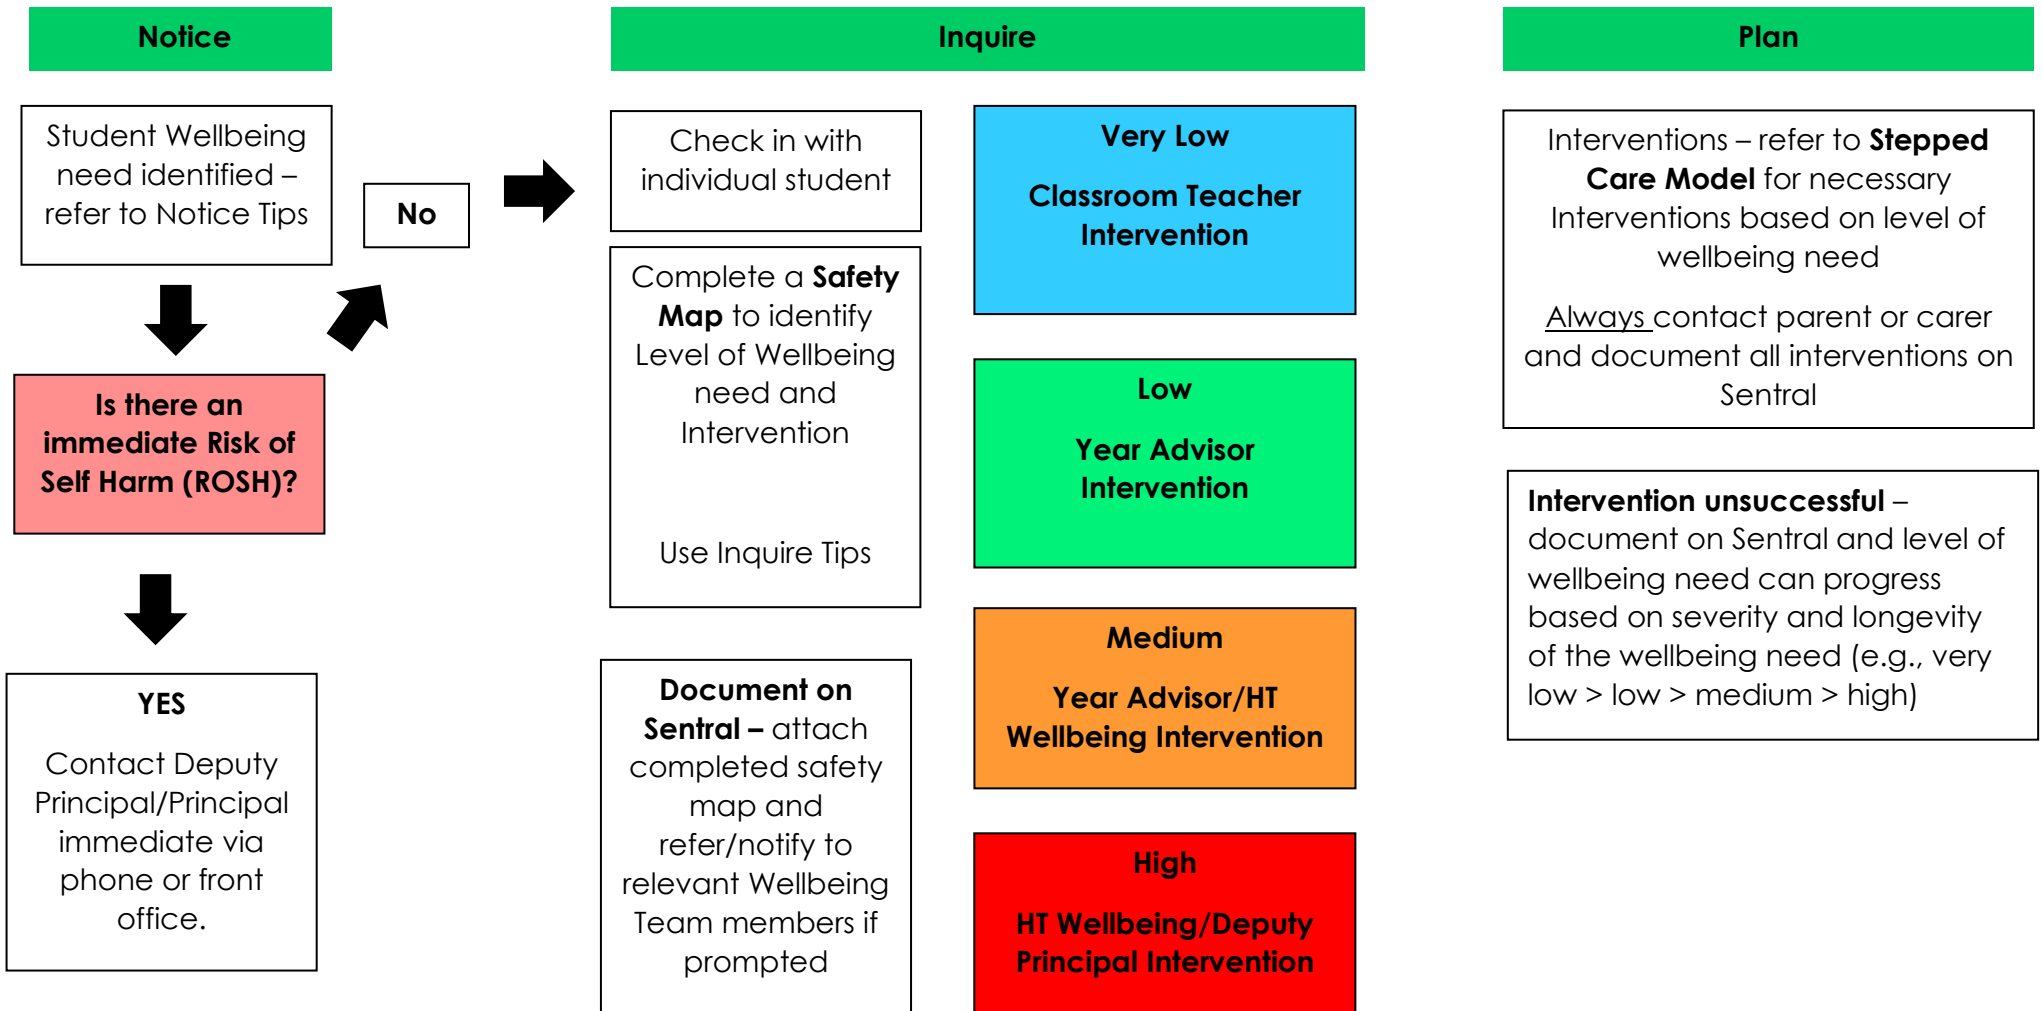 Notice
Student Wellbeing
need identified –
refer to Notice Tips
No
Is there an
immediate Risk of
Self Harm (ROSH)?
YES
Contact Deputy
Principal/Principal
immediate via
phone or front
office.
Inquire
Check in with
individual student
Complete a Safety
Map to identify
Level of Wellbeing
need and
Intervention
Use Inquire Tips
Document on
Sentral – attach
completed safety
map and
refer/notify to
relevant Wellbeing
Team members if
prompted
Very Low
Classroom Teacher
Intervention
Low
Year Advisor
Intervention
Medium
Year Advisor/HT
Wellbeing Intervention
High
HT Wellbeing/Deputy
Principal Intervention
Plan
Interventions – refer to Stepped
Care Model for necessary
Interventions based on level of
wellbeing need
Always contact parent or carer
and document all interventions on
Sentral
Intervention unsuccessful –
document on Sentral and level of
wellbeing need can progress
based on severity and longevity
of the wellbeing need (e.g., very
low > low > medium > high)